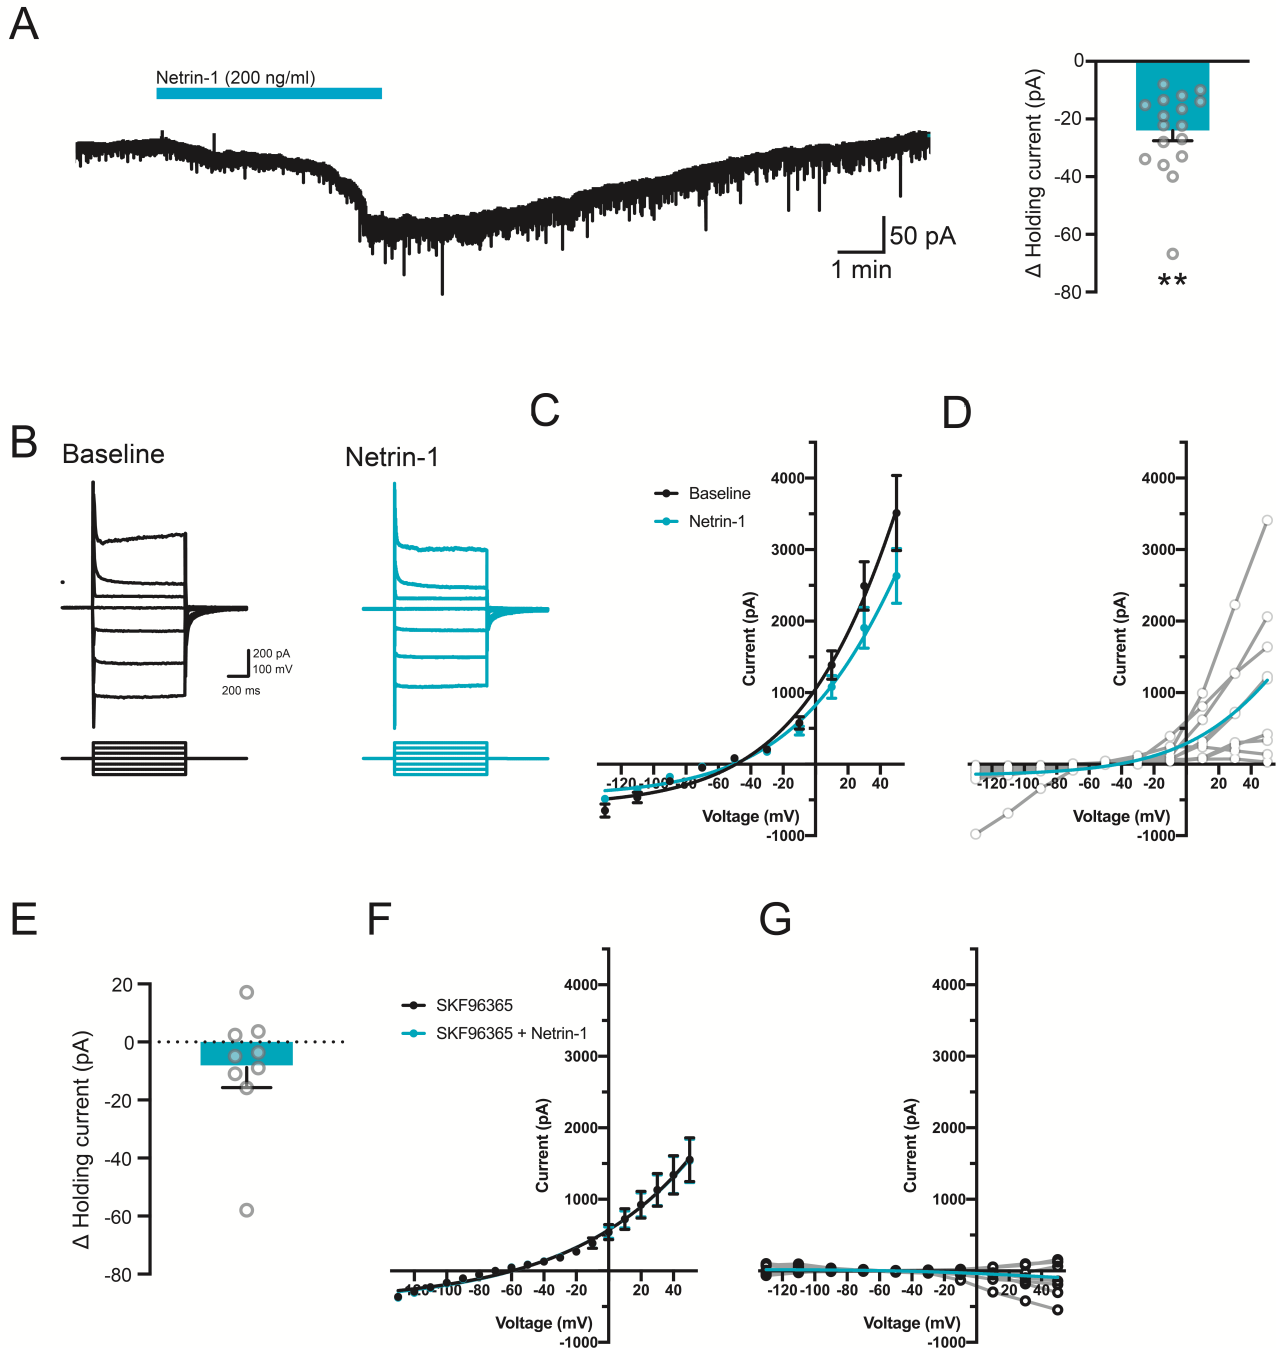 A
Netrin-1 (200 ng/ml)
50 pA
1 min
Δ Holding current (pA)
0
-20
-40
-60
-80
**
B
Baseline
Netrin-1
200 pA
100 mV
200 ms
C
Baseline
Netrin-1
Current (pA)
4000
3000
2000
1000
-1000
-120 -100 -80 -60 -40 -20 20 40
Voltage (mV)
D
Current (pA)
4000
3000
2000
1000
-1000
-120 -100 -80 -60 -40 -20 20 40
Voltage (mV)
E
Δ Holding current (pA)
20
0
-20
-40
-60
-80
F
SKF96365
SKF96365 + Netrin-1
Current (pA)
4000
3000
2000
1000
-1000
-120 -100 -80 -60 -40 -20 20 40
Voltage (mV)
G
Current (pA)
4000
3000
2000
1000
-1000
-120 -100 -80 -60 -40 -20 20 40
Voltage (mV)